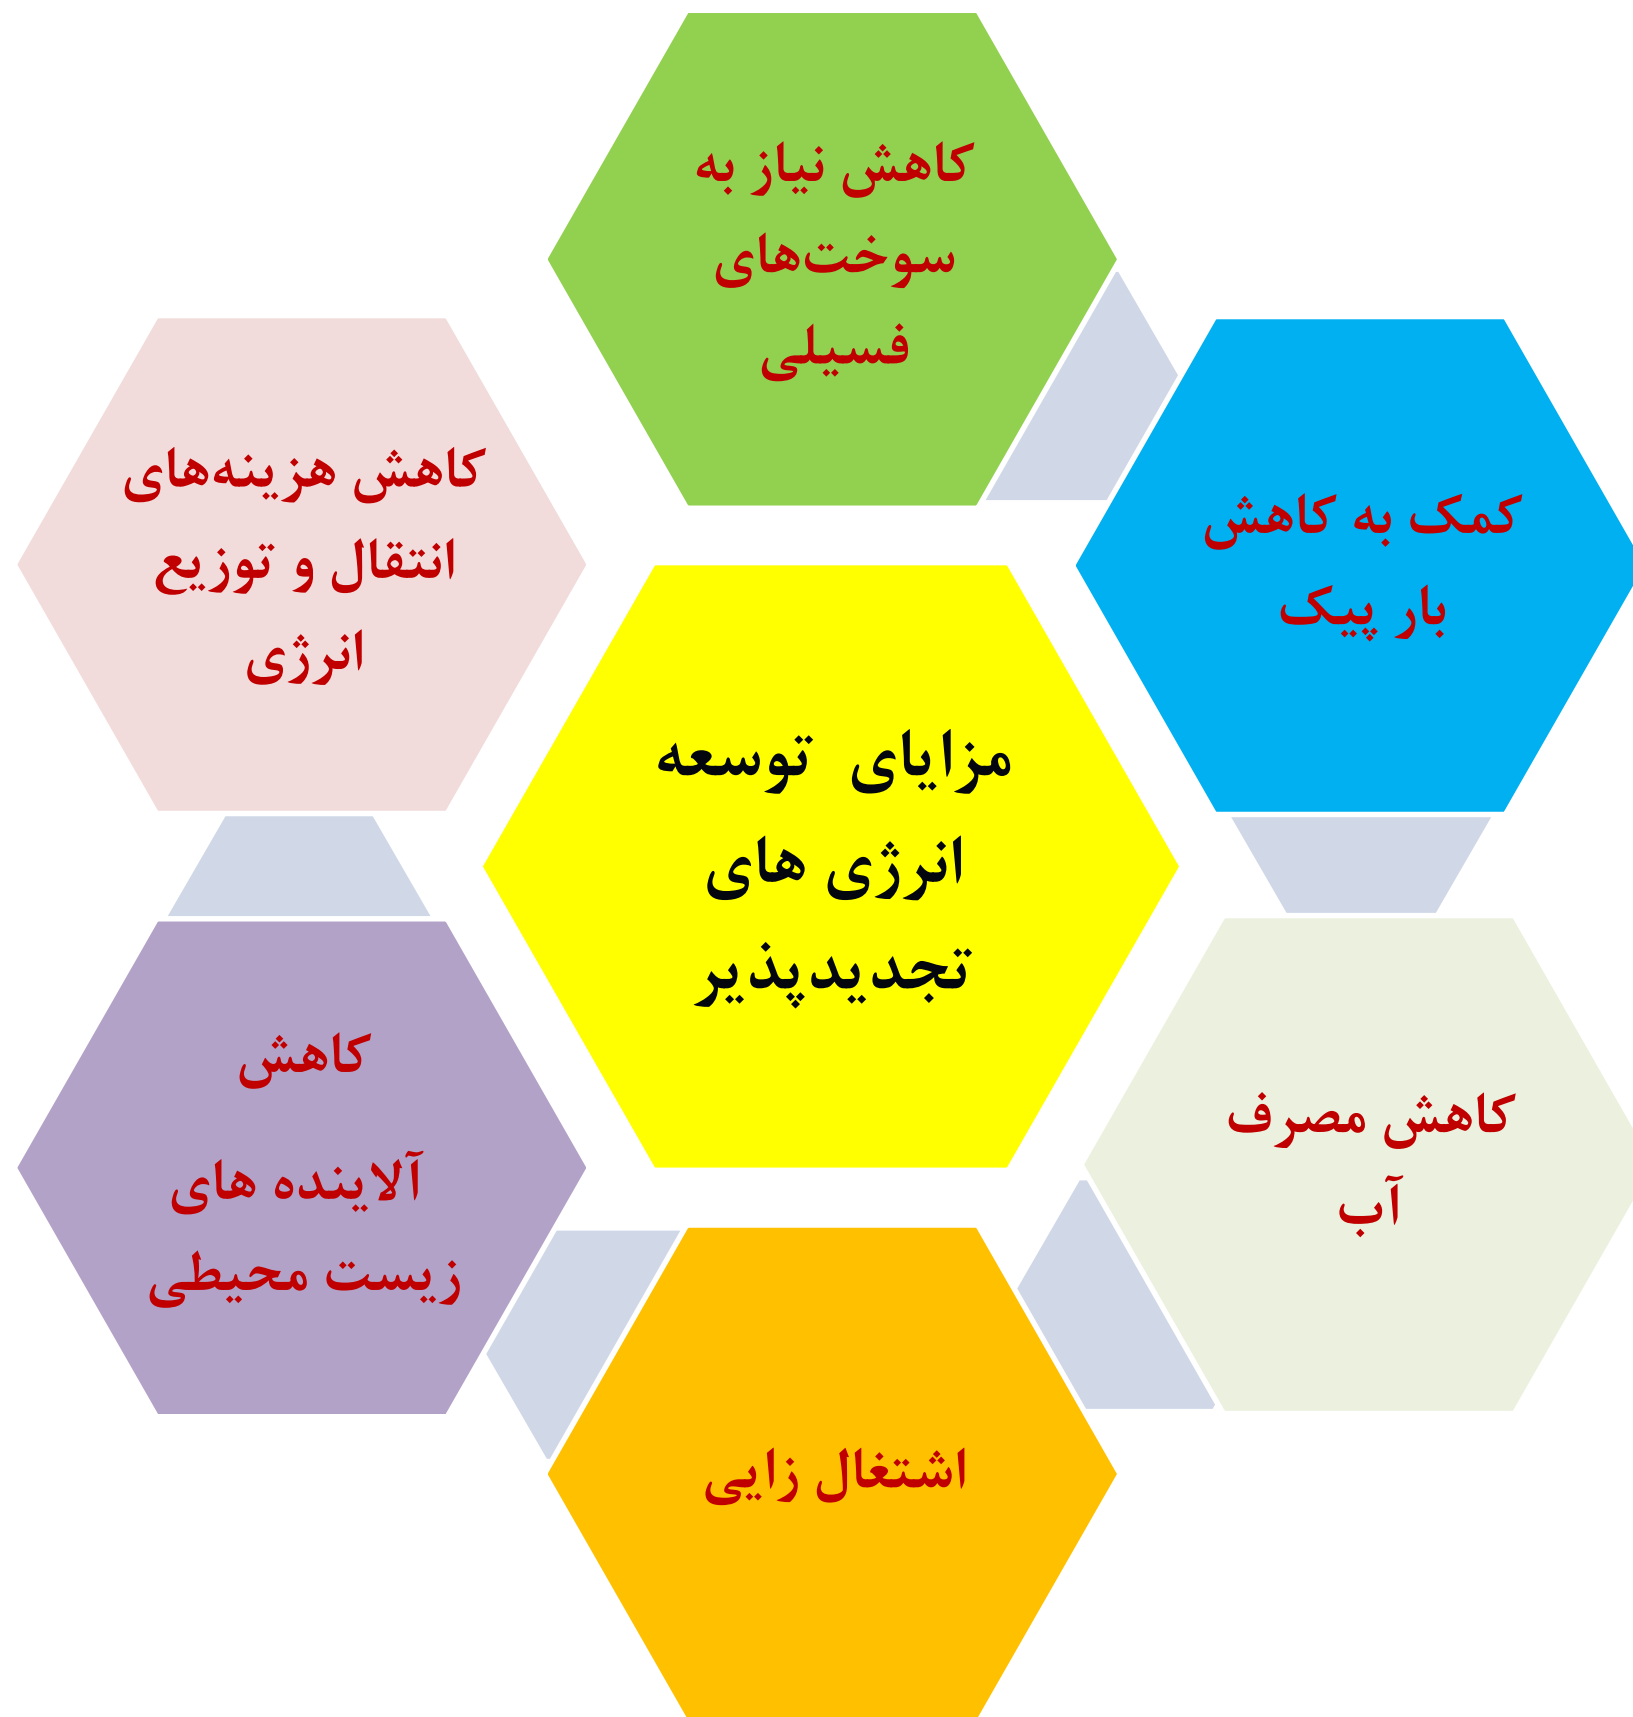 کاهش نیاز به
سوخت‌های
فسیلی
کمک به کاهش
بار پیک
کاهش مصرف
آب
اشتغال زایی
کاهش
آلاینده های
زیست محیطی
کاهش هزینه‌های
انتقال و توزیع
انرژی
مزایای توسعه
انرژی های
تجدیدپذیر